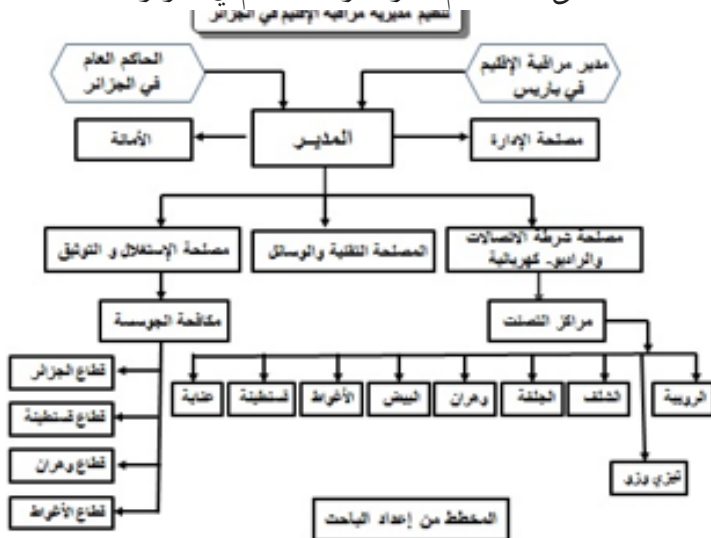 تنظيم مديرية مراقبة الإقليم في الجزائر
مدير مراقبة الإقليم
في باريس
الحاكم العام
في الجزائر
مصلحة الإدارة
المديـر
الأمانة
مصلحة شرطة الاتصالات
والراديو۔ كهربائية
المصلحة التقنية والوسائل
مصلحة الإستغلال و التوثيق
مراكز التصنت
مكافحة الجوسسة
الرويبة
الشلف
الجلفة
وهران
البيض
الأغواط
قسنطينة
عنابة
تيزي وزو
قطاع الجزائر
قطاع قسنطينة
قطاع وهران
قطاع الأغواط
المخطط من إعداد الباحث